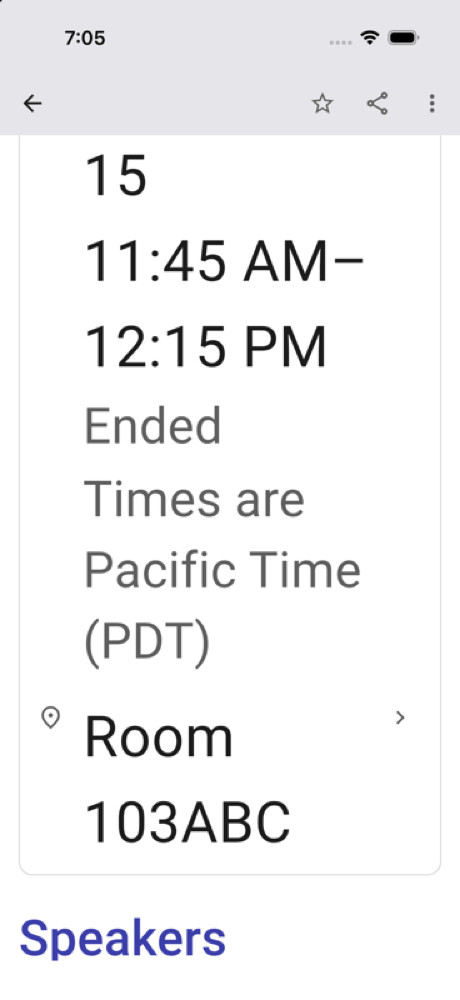 7:05
15
11:45 AM–
12:15 PM
Ended
Times are
Pacific Time
(PDT)
Room
103ABC
Speakers